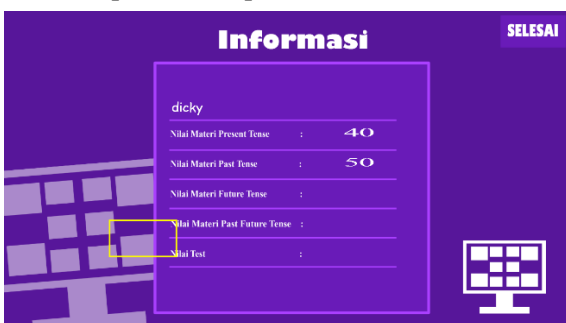 Informasi
SELESAI
dicky
Nilai Materi Present Tense : 40
Nilai Materi Past Tense : 50
Nilai Materi Future Tense :
Nilai Materi Past Future Tense :
Nilai Test :